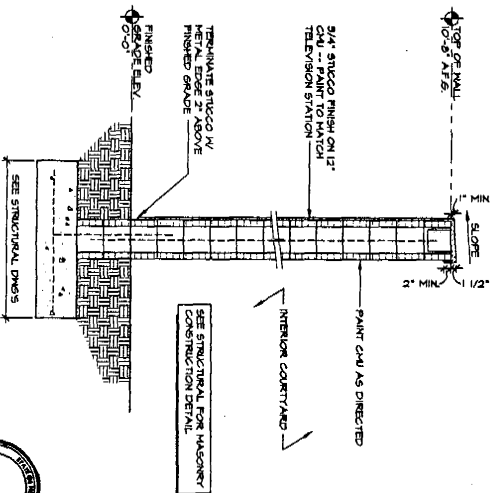 TOP OF WALL
10'-8" A.F.G.
1" MIN.
SLOPE
2" MIN.
1 1/2"
3/4" STUCCO FINISH ON 12"
CMU -- PAINT TO MATCH
TELEVISION STATION
PAINT CMU AS DIRECTED
INTERIOR COURTYARD
TERMINATE STUCCO W/
METAL EDGE 2" ABOVE
FINISHED GRADE
SEE STRUCTURAL FOR MASONRY
CONSTRUCTION DETAIL
FINISHED
GRADE ELEV.
0'-0"
SEE STRUCTURAL DWGS